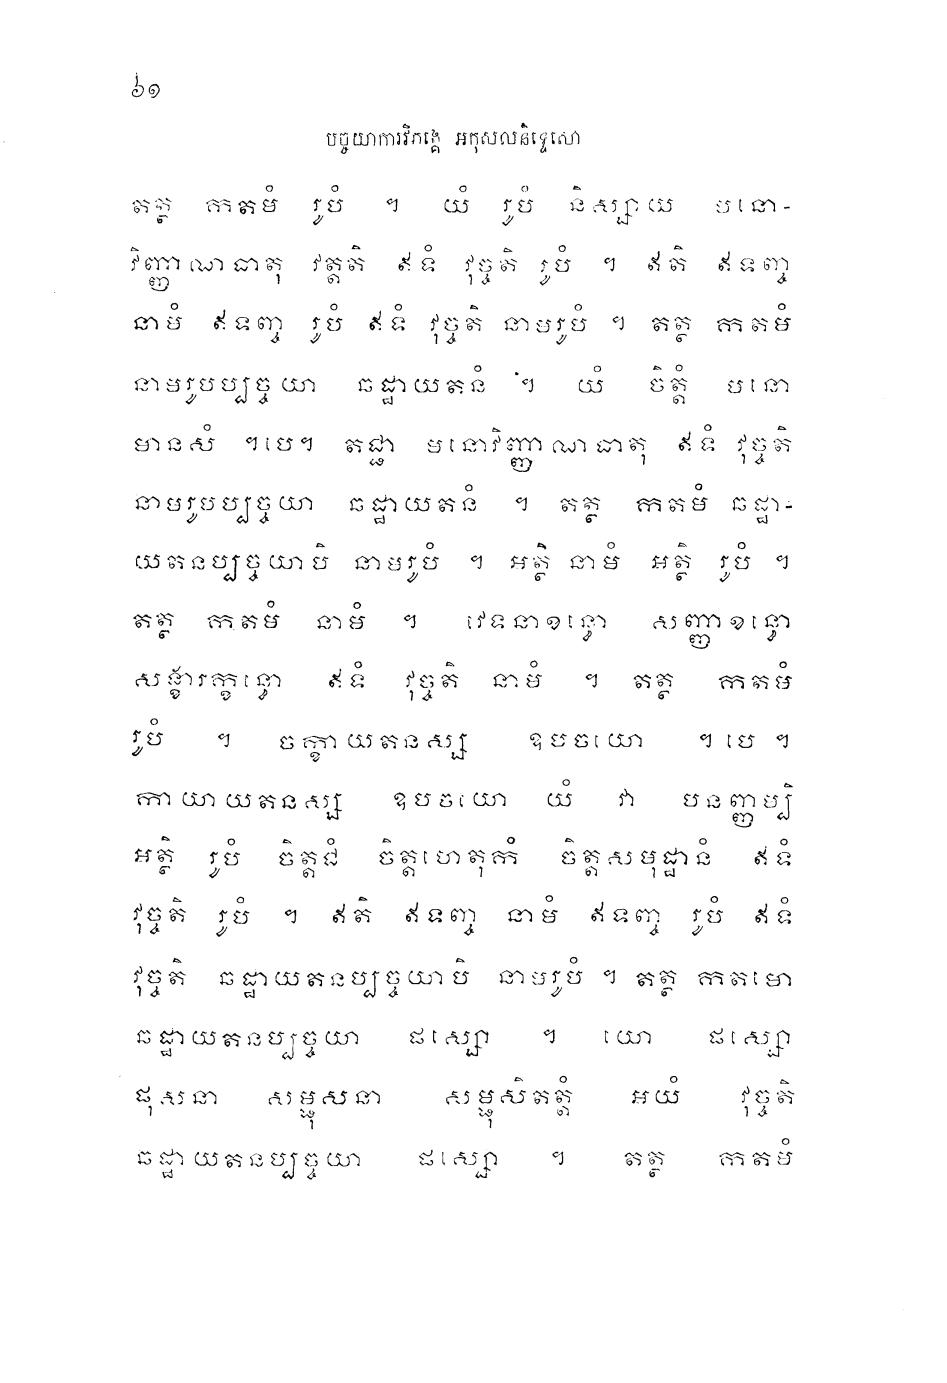 ៦១
បច្ចយាការវិភង្គេ អកុសលនិទ្ទេសោ
តត្ថ កតមំ រូបំ ។ យំ រូបំ និស្សាយ មនោ-
វិញ្ញាណធាតុ វត្តតិ ឥទំ វុច្ចតិ រូបំ ។ ឥតិ ឥទញ្ច
នាមំ ឥទញ្ច រូបំ ឥទំ វុច្ចតិ នាមរូបំ ។ តត្ថ កតមំ
នាមរូបប្បច្ចយា ឆដ្ឋាយតនំ ។ យំ ចិត្តំ មនោ
មានសំ ។បេ។ តជ្ជា មនោវិញ្ញាណធាតុ ឥទំ វុច្ចតិ
នាមរូបប្បច្ចយា ឆដ្ឋាយតនំ ។ តត្ថ កតមំ ឆដ្ឋា-
យតនប្បច្ចយាបិ នាមរូបំ ។ អត្ថិ នាមំ អត្ថិ រូបំ ។
តត្ថ កតមំ នាមំ ។ វេទនាខន្ធោ សញ្ញាខន្ធោ
សង្ខារក្ខន្ធោ ឥទំ វុច្ចតិ នាមំ ។ តត្ថ កតមំ
រូបំ ។ ចក្ខាយតនស្ស ឧបចយោ ។ បេ ។
កាយាយតនស្ស ឧបចយោ យំ វា បនញ្ញម្បិ
អត្ថិ រូបំ ចិត្តជំ ចិត្តហេតុកំ ចិត្តសមុដ្ឋានំ ឥទំ
វុច្ចតិ រូបំ ។ ឥតិ ឥទញ្ច នាមំ ឥទញ្ច រូបំ ឥទំ
វុច្ចតិ ឆដ្ឋាយតនប្បច្ចយាបិ នាមរូបំ ។ តត្ថ កតមោ
ឆដ្ឋាយតនប្បច្ចយា ផស្សោ ។ យោ ផស្សោ
ផុសនា សម្ផុសនា សម្ផុសិតត្តំ អយំ វុច្ចតិ
ឆដ្ឋាយតនប្បច្ចយា ផស្សោ ។ តត្ថ កតមំ